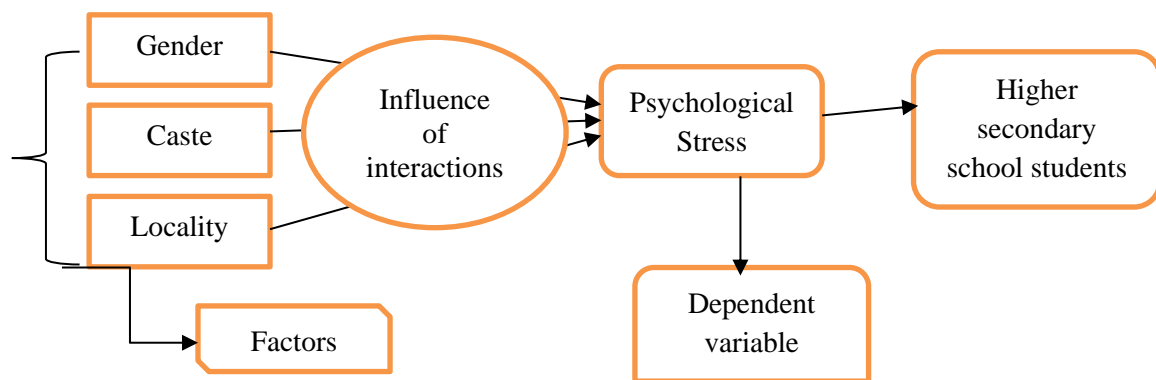 Gender
Caste
Locality
Factors
Influence
of
interactions
Psychological
Stress
Higher
secondary
school students
Dependent
variable